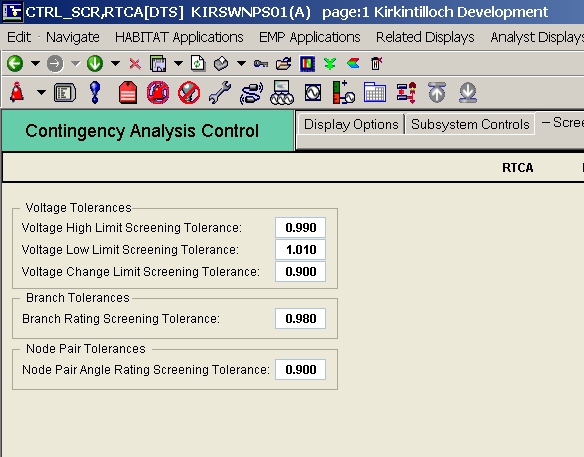 CTRL_SCR,RTCA[DTS] KIRSWNPS01(A) page:1 Kirkintilloch Development
Edit Navigate HABITAT Applications EMP Applications Related Displays Analyst Displays
Contingency Analysis Control
Display Options Subsystem Controls – Scree
RTCA
Voltage Tolerances
Voltage High Limit Screening Tolerance: 0.990
Voltage Low Limit Screening Tolerance: 1.010
Voltage Change Limit Screening Tolerance: 0.900
Branch Tolerances
Branch Rating Screening Tolerance: 0.980
Node Pair Tolerances
Node Pair Angle Rating Screening Tolerance: 0.900